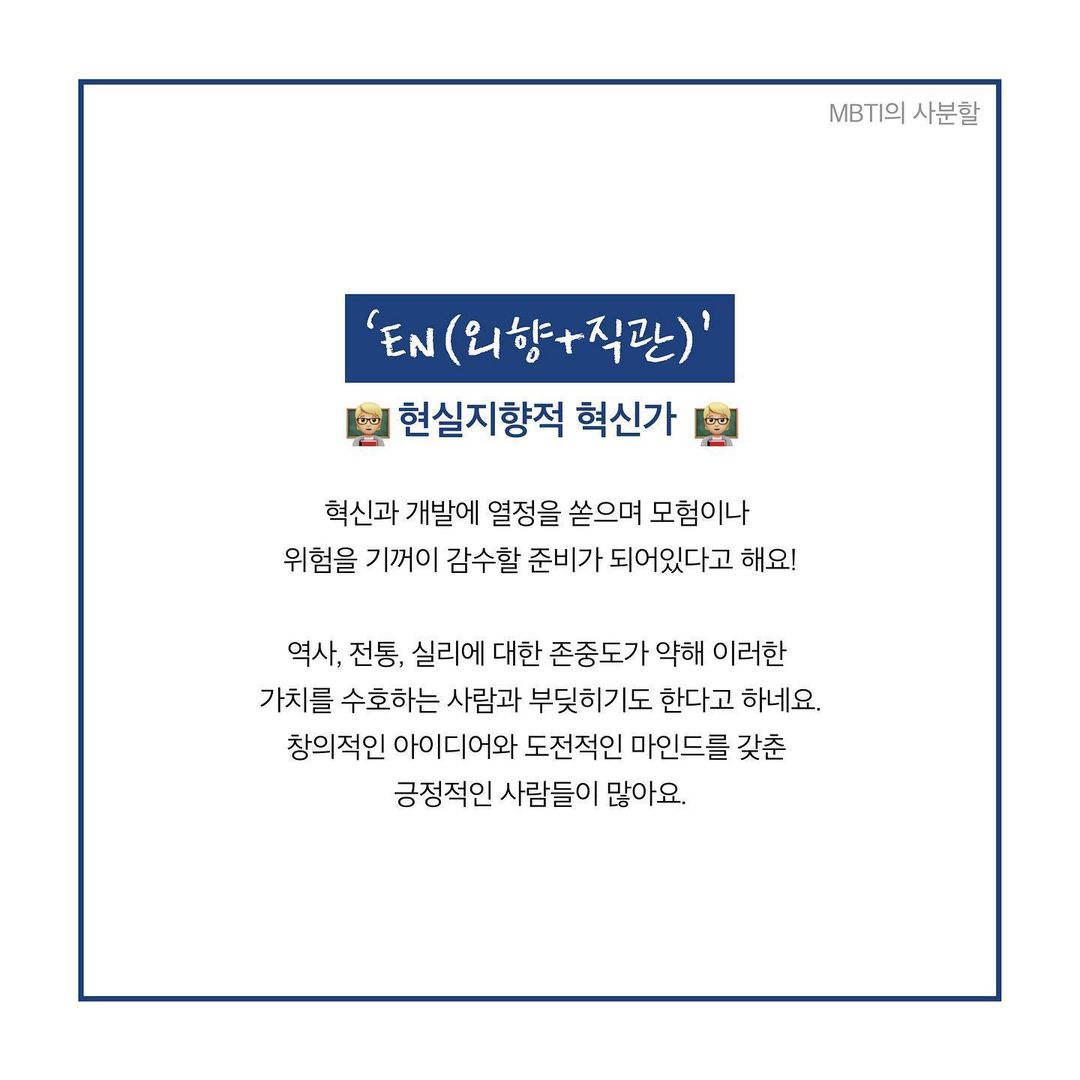 MBTI의 사분할
‘EN(외향+직관)’
현실지향적 혁신가
혁신과 개발에 열정을 쏟으며 모험이나
위험을 기꺼이 감수할 준비가 되어있다고 해요!
역사, 전통, 실리에 대한 존중도가 약해 이러한
가치를 수호하는 사람과 부딪히기도 한다고 하네요.
창의적인 아이디어와 도전적인 마인드를 갖춘
긍정적인 사람들이 많아요.